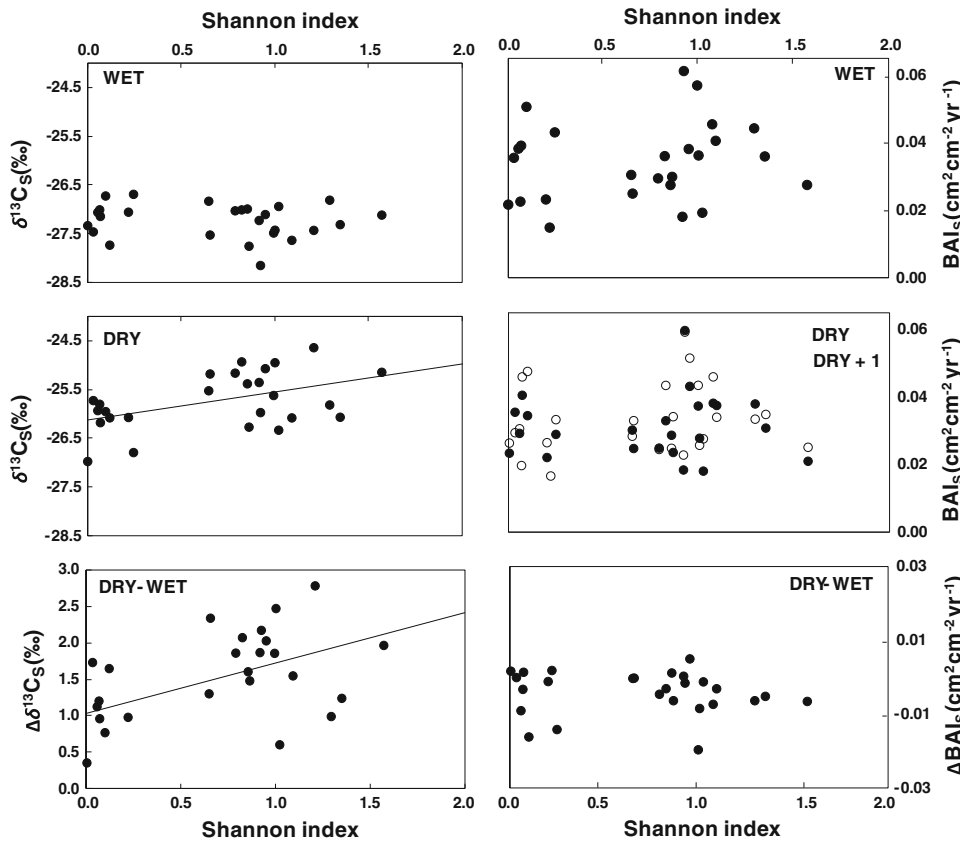 Shannon index
0.0 0.5 1.0 1.5 2.0
WET
-24.5
-25.5
-26.5
-27.5
-28.5
δ¹³C_S(‰)
Shannon index
0.0 0.5 1.0 1.5 2.0
WET
0.06
0.04
0.02
0.00
BAI_S(cm²cm⁻²yr⁻¹)
DRY
-24.5
-25.5
-26.5
-27.5
-28.5
δ¹³C_S(‰)
DRY
DRY + 1
0.06
0.04
0.02
0.00
BAI_S(cm²cm⁻²yr⁻¹)
DRY-WET
3.0
2.5
2.0
1.5
1.0
0.5
0.0
Δδ¹³C_S(‰)
0.0 0.5 1.0 1.5 2.0
Shannon index
DRY-WET
0.03
0.01
-0.01
-0.03
ΔBAI_S(cm²cm⁻²yr⁻¹)
0.0 0.5 1.0 1.5 2.0
Shannon index